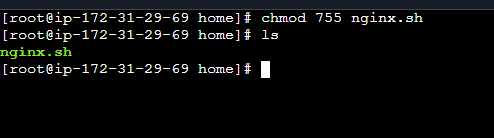 [root@ip-172-31-29-69 home]# chmod 755 nginx.sh
[root@ip-172-31-29-69 home]# ls
nginx.sh
[root@ip-172-31-29-69 home]#